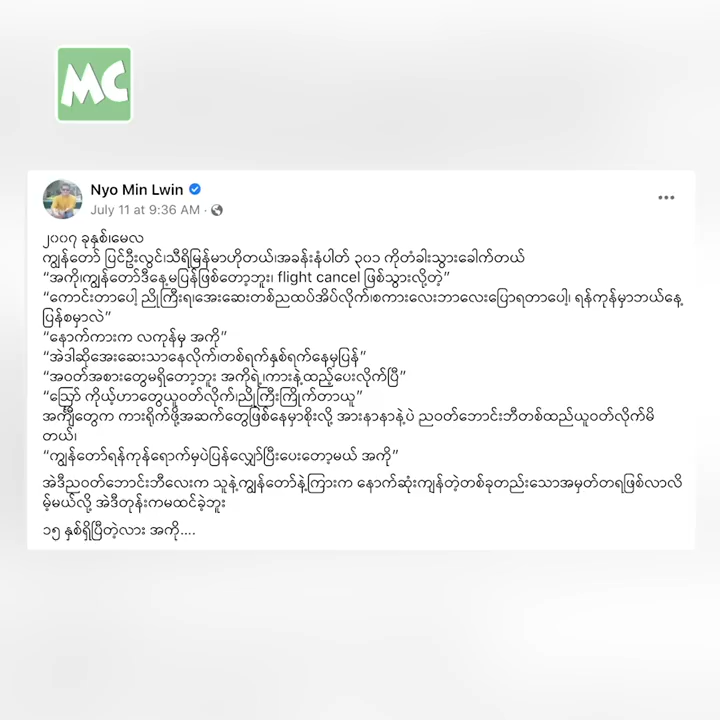 MC
Nyo Min Lwin
July 11 at 9:36 AM ·
၂၀၀၇ ခုနှစ်၊မေလ
ကျွန်တော် ပြင်ဦးလွင်၊သီရိမြန်မာဟိုတယ်၊အခန်းနံပါတ် ၃၀၁ ကိုတံခါးသွားခေါက်တယ်
“အကို၊ကျွန်တော်ဒီနေ့မပြန်ဖြစ်တော့ဘူး၊ flight cancel ဖြစ်သွားလို့တဲ့”
“ကောင်းတာပေါ့ ညိုကြီးရ၊အေးဆေးတစ်ညထပ်အိပ်လိုက်၊စကားလေးဘာလေးပြောရတာပေါ့၊ ရန်ကုန်မှာဘယ်နေ့
ပြန်စမှာလဲ”
“နောက်ကားက လကုန်မှ အကို”
“အဲဒါဆိုအေးဆေးသာနေလိုက်၊တစ်ရက်နှစ်ရက်နေမှပြန်”
“အဝတ်အစားတွေမရှိတော့ဘူး အကိုရဲ့၊ကားနဲ့ထည့်ပေးလိုက်ပြီ”
“ဩော် ကိုယ့်ဟာတွေယူဝတ်လိုက်၊ညိုကြီးကြိုက်တာယူ”
အင်္ကျီတွေက ကားရိုက်ဖို့အဆက်တွေဖြစ်နေမှာစိုးလို့ အားနာနာနဲ့ပဲ ညဝတ်ဘောင်းဘီတစ်ထည်ယူဝတ်လိုက်မိ
တယ်၊
“ကျွန်တော်ရန်ကုန်ရောက်မှပဲပြန်လျှော်ပြီးပေးတော့မယ် အကို”
အဲဒီညဝတ်ဘောင်းဘီလေးက သူနဲ့ကျွန်တော်နဲ့ကြားက နောက်ဆုံးကျန်တဲ့တစ်ခုတည်းသောအမှတ်တရဖြစ်လာလိ
မ့်မယ်လို့ အဲဒီတုန်းကမထင်ခဲ့ဘူး
၁၅ နှစ်ရှိပြီတဲ့လား အကို....